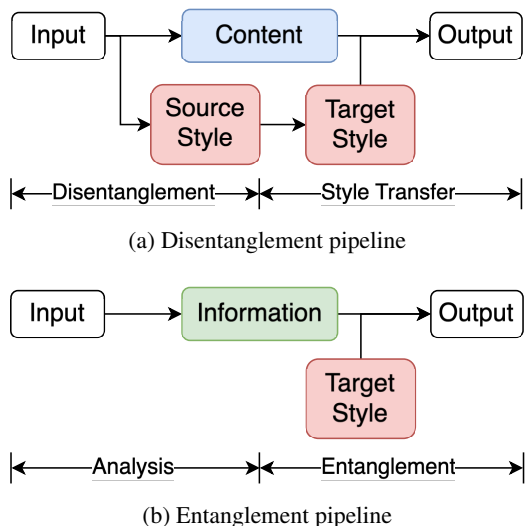 Input
Content
Output
Source
Style
Target
Style
Disentanglement
Style Transfer
(a) Disentanglement pipeline
Input
Information
Output
Target
Style
Analysis
Entanglement
(b) Entanglement pipeline